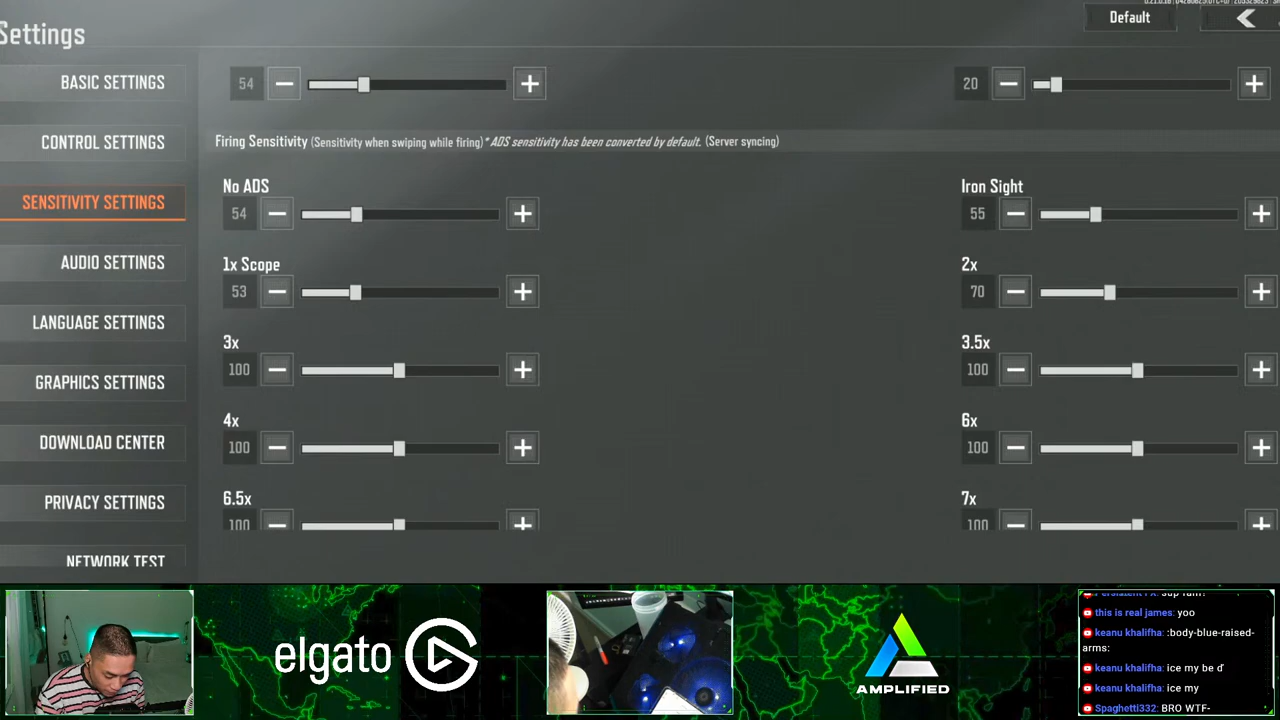 Default
Settings
BASIC SETTINGS
CONTROL SETTINGS
SENSITIVITY SETTINGS
AUDIO SETTINGS
LANGUAGE SETTINGS
GRAPHICS SETTINGS
DOWNLOAD CENTER
PRIVACY SETTINGS
NETWORK TEST
54
20
Firing Sensitivity (Sensitivity when swiping while firing)* ADS sensitivity has been converted by default. (Server syncing)
No ADS
54
Iron Sight
55
1x Scope
53
2x
70
3x
100
3.5x
100
4x
100
6x
100
6.5x
100
7x
100
elgato
AMPLIFIED
this is real james: yoo
keanu khalifha: :body-blue-raised-
arms:
keanu khalifha: ice my be ď
keanu khalifha: ice my
Spaghetti332: BRO WTF-